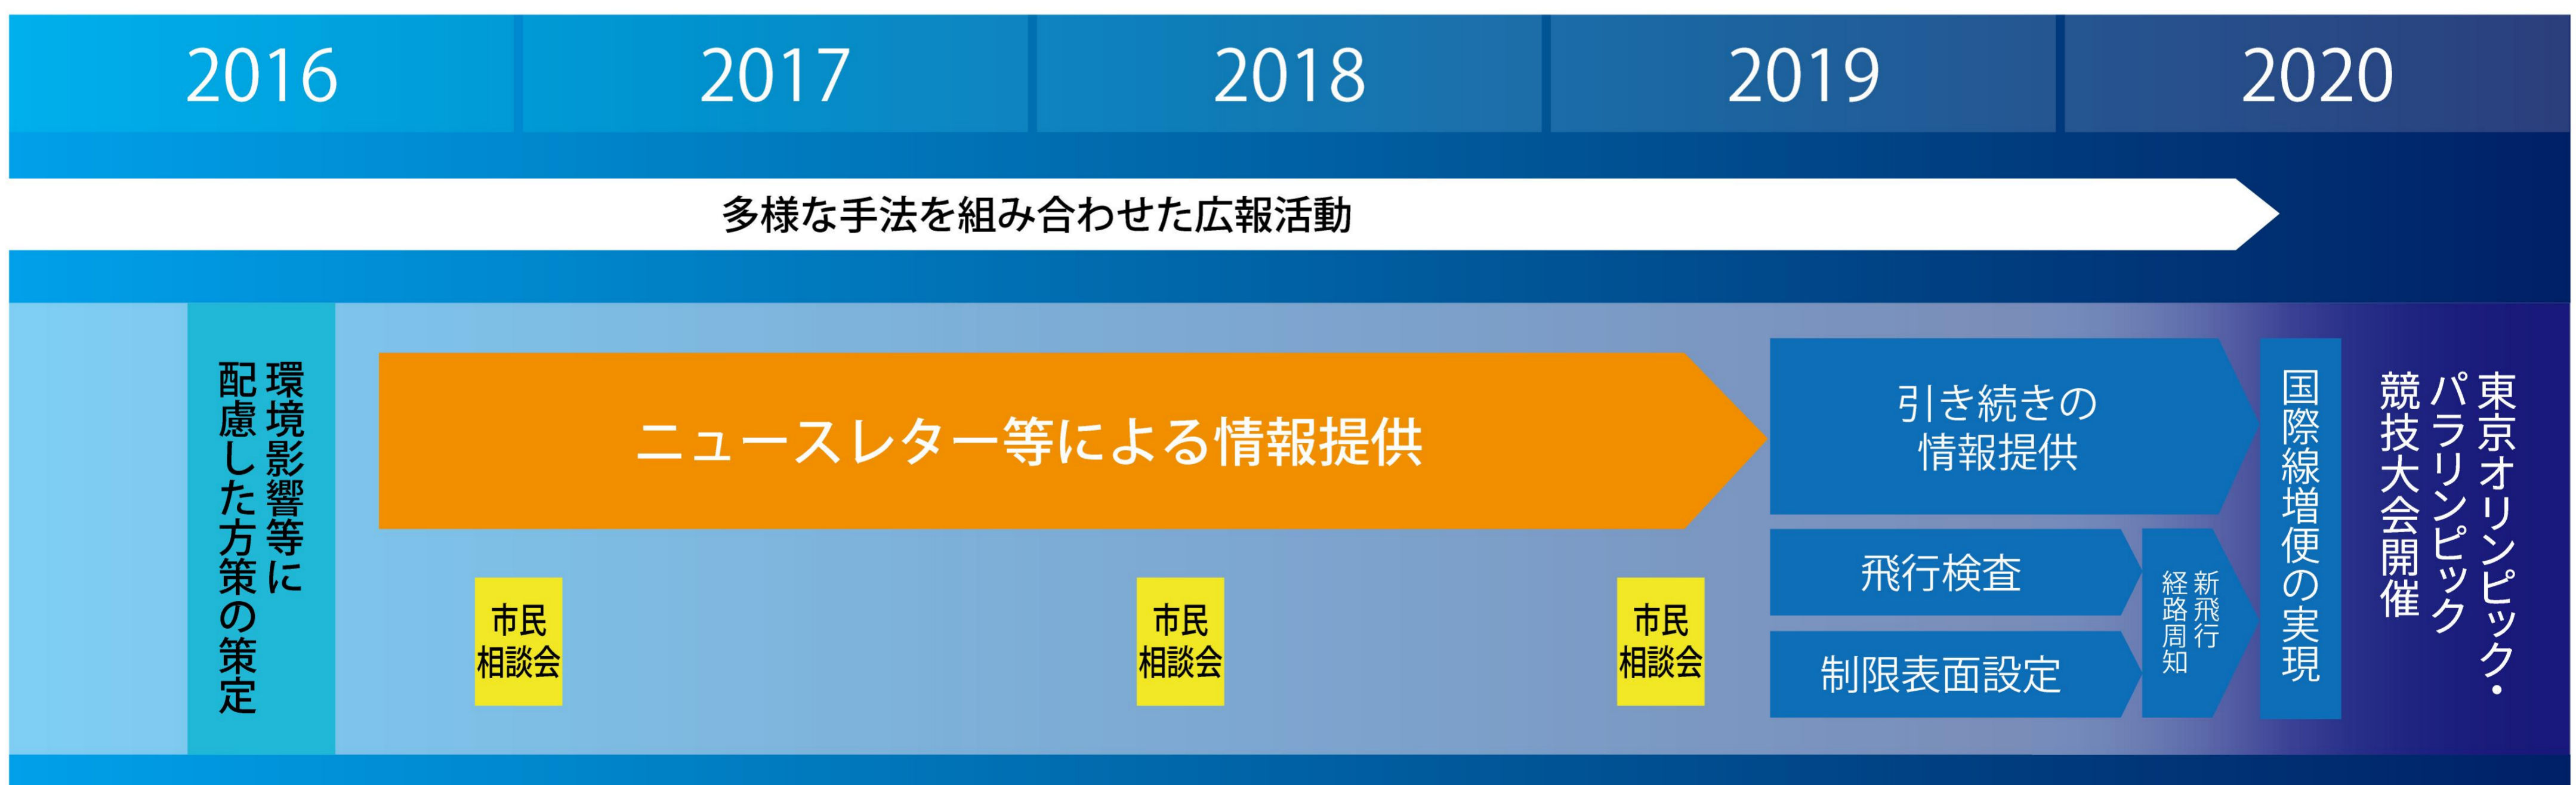 2016
2017
2018
2019
2020
多様な手法を組み合わせた広報活動
環境影響等に
配慮した方策の策定
ニュースレター等による情報提供
市民
相談会
市民
相談会
市民
相談会
引き続きの
情報提供
飛行検査
制限表面設定
新飛行
経路周知
国際線増便の実現
東京オリンピック・
パラリンピック
競技大会開催